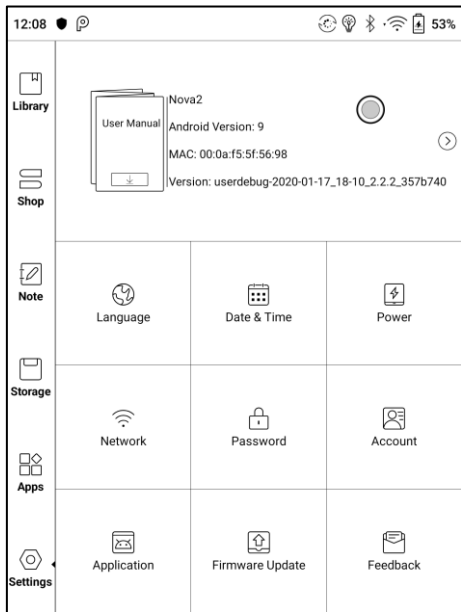 12:08 53%
Library
Shop
Note
Storage
Apps
Settings
User Manual
Nova2
Android Version: 9
MAC: 00:0a:f5:5f:56:98
Version: userdebug-2020-01-17_18-10_2.2.2_357b740
Language Date & Time Power
Network Password Account
Application Firmware Update Feedback